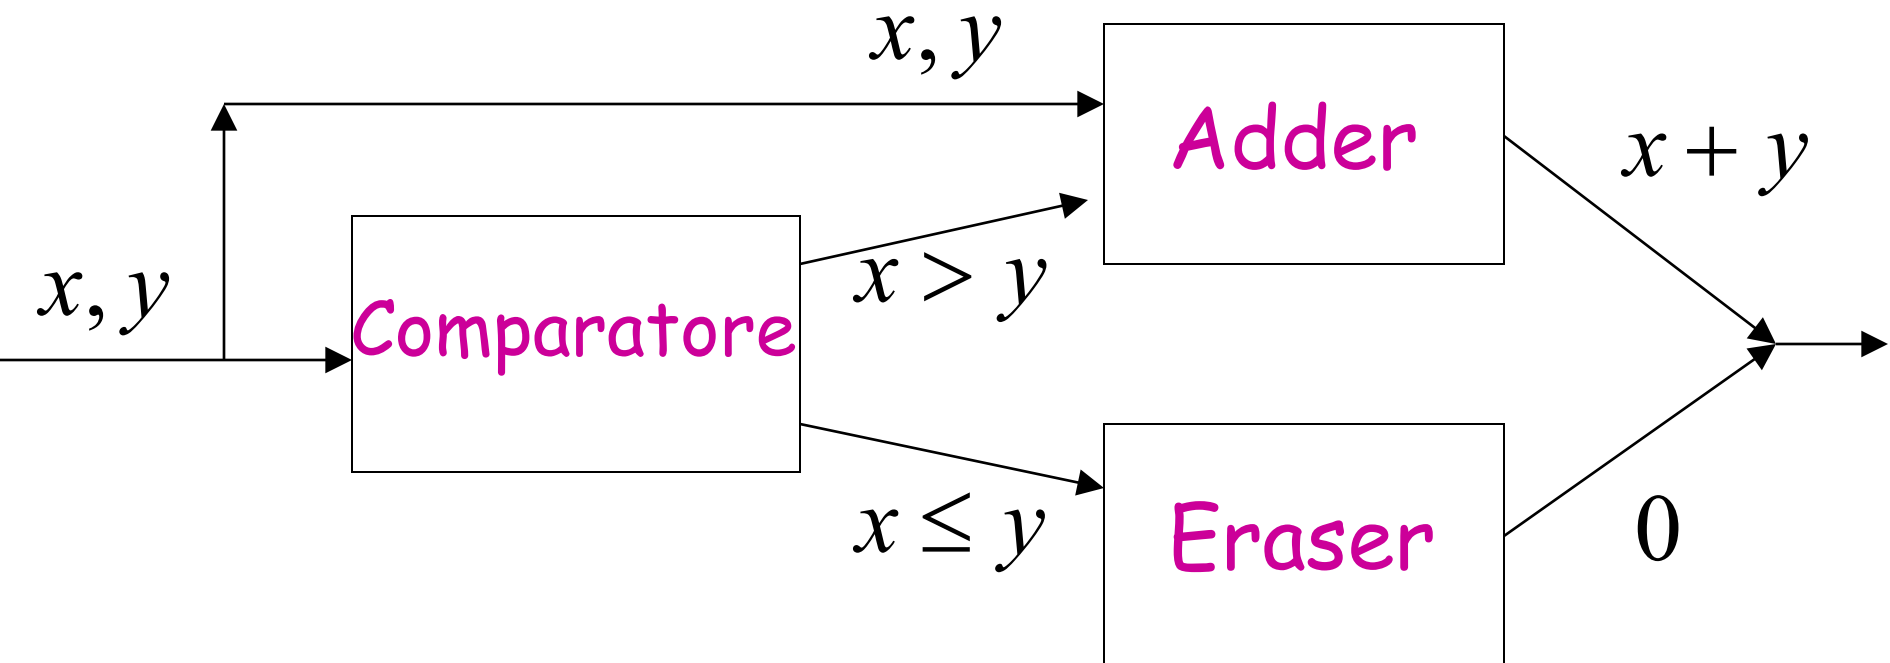 x, y
Adder
x + y
x, y
x > y
Comparatore
x ≤ y
Eraser
0